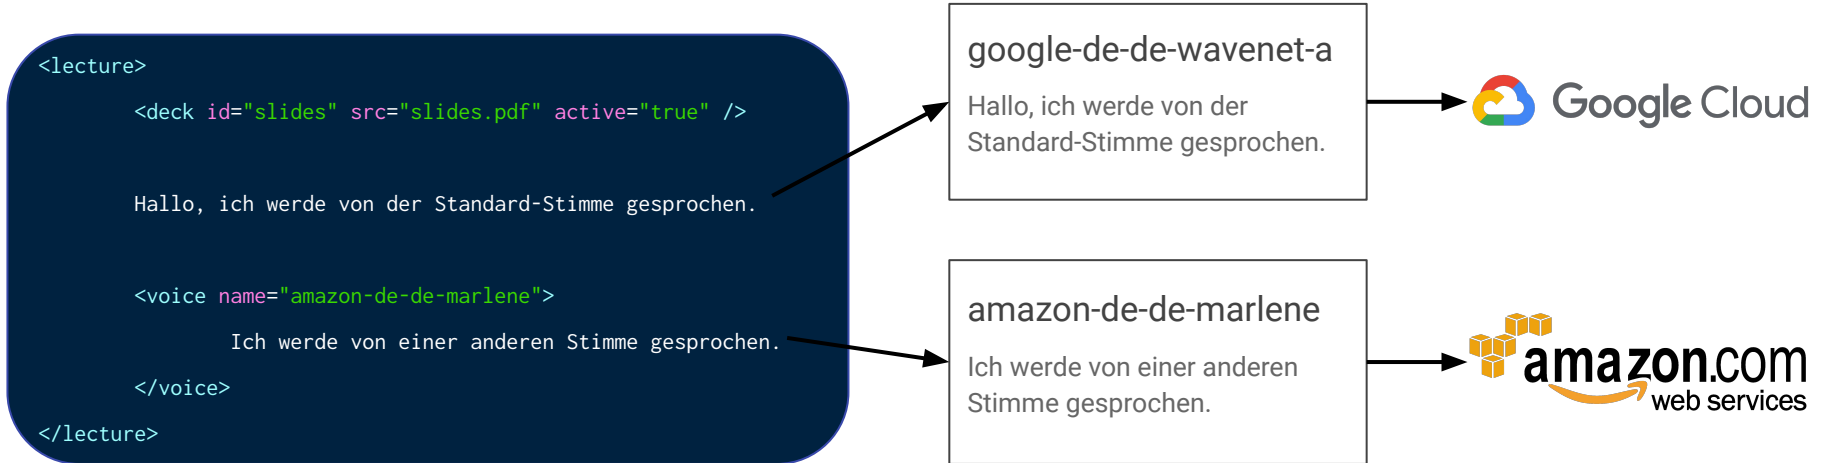 <lecture>
<deck id="slides" src="slides.pdf" active="true" />
Hallo, ich werde von der Standard-Stimme gesprochen.
<voice name="amazon-de-de-marlene">
Ich werde von einer anderen Stimme gesprochen.
</voice>
</lecture>
google-de-de-wavenet-a
Hallo, ich werde von der
Standard-Stimme gesprochen.
Google Cloud
amazon-de-de-marlene
Ich werde von einer anderen
Stimme gesprochen.
amazon.com
web services